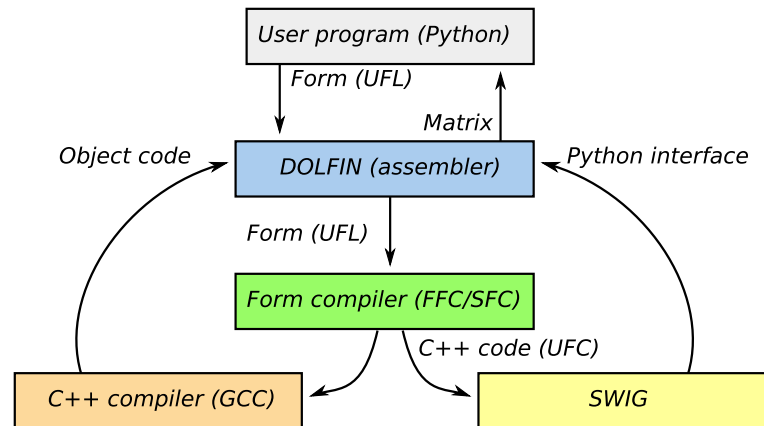 User program (Python)
Form (UFL)
Matrix
Object code
Python interface
DOLFIN (assembler)
Form (UFL)
Form compiler (FFC/SFC)
C++ code (UFC)
C++ compiler (GCC)
SWIG